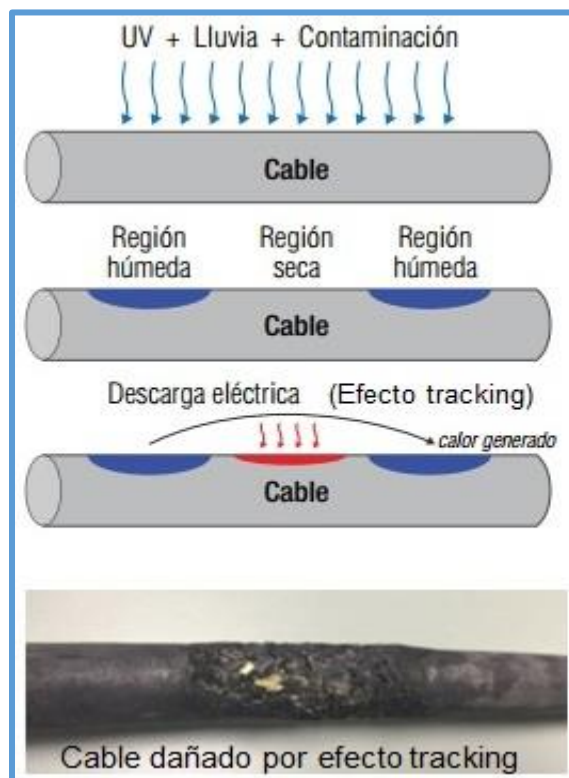 UV + Lluvia + Contaminación
Cable
Región húmeda
Región seca
Región húmeda
Cable
Descarga eléctrica (Efecto tracking)
calor generado
Cable
Cable dañado por efecto tracking